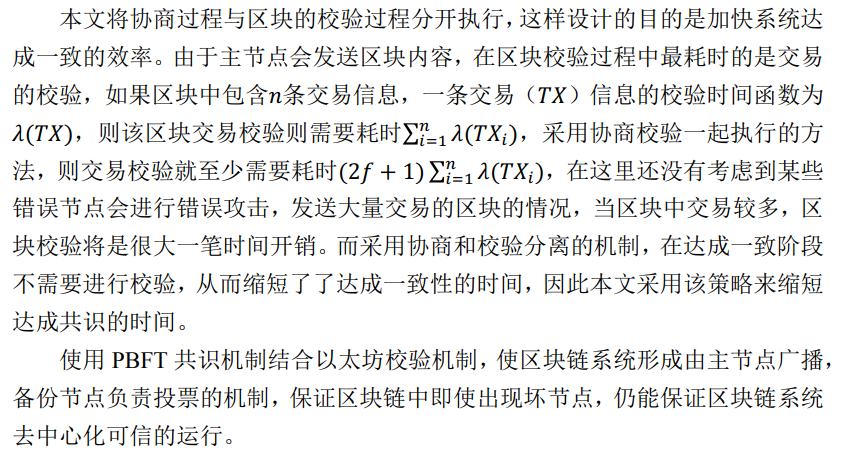 本文将协商过程与区块的校验过程分开执行，这样设计的目的是加快系统达
成一致的效率。由于主节点会发送区块内容，在区块校验过程中最耗时的是交易
的校验，如果区块中包含n条交易信息，一条交易（TX）信息的校验时间函数为
λ(TX)，则该区块交易校验则需要耗时∑ⁿᵢ₌₁ λ(TXᵢ)，采用协商校验一起执行的方
法，则交易校验就至少需要耗时(2f + 1) ∑ⁿᵢ₌₁ λ(TXᵢ)，在这里还没有考虑到某些
错误节点会进行错误攻击，发送大量交易的区块的情况，当区块中交易较多，区
块校验将是很大一笔时间开销。而采用协商和校验分离的机制，在达成一致阶段
不需要进行校验，从而缩短了了达成一致性的时间，因此本文采用该策略来缩短
达成共识的时间。
使用 PBFT 共识机制结合以太坊校验机制，使区块链系统形成由主节点广播，
备份节点负责投票的机制，保证区块链中即使出现坏节点，仍能保证区块链系统
去中心化可信的运行。